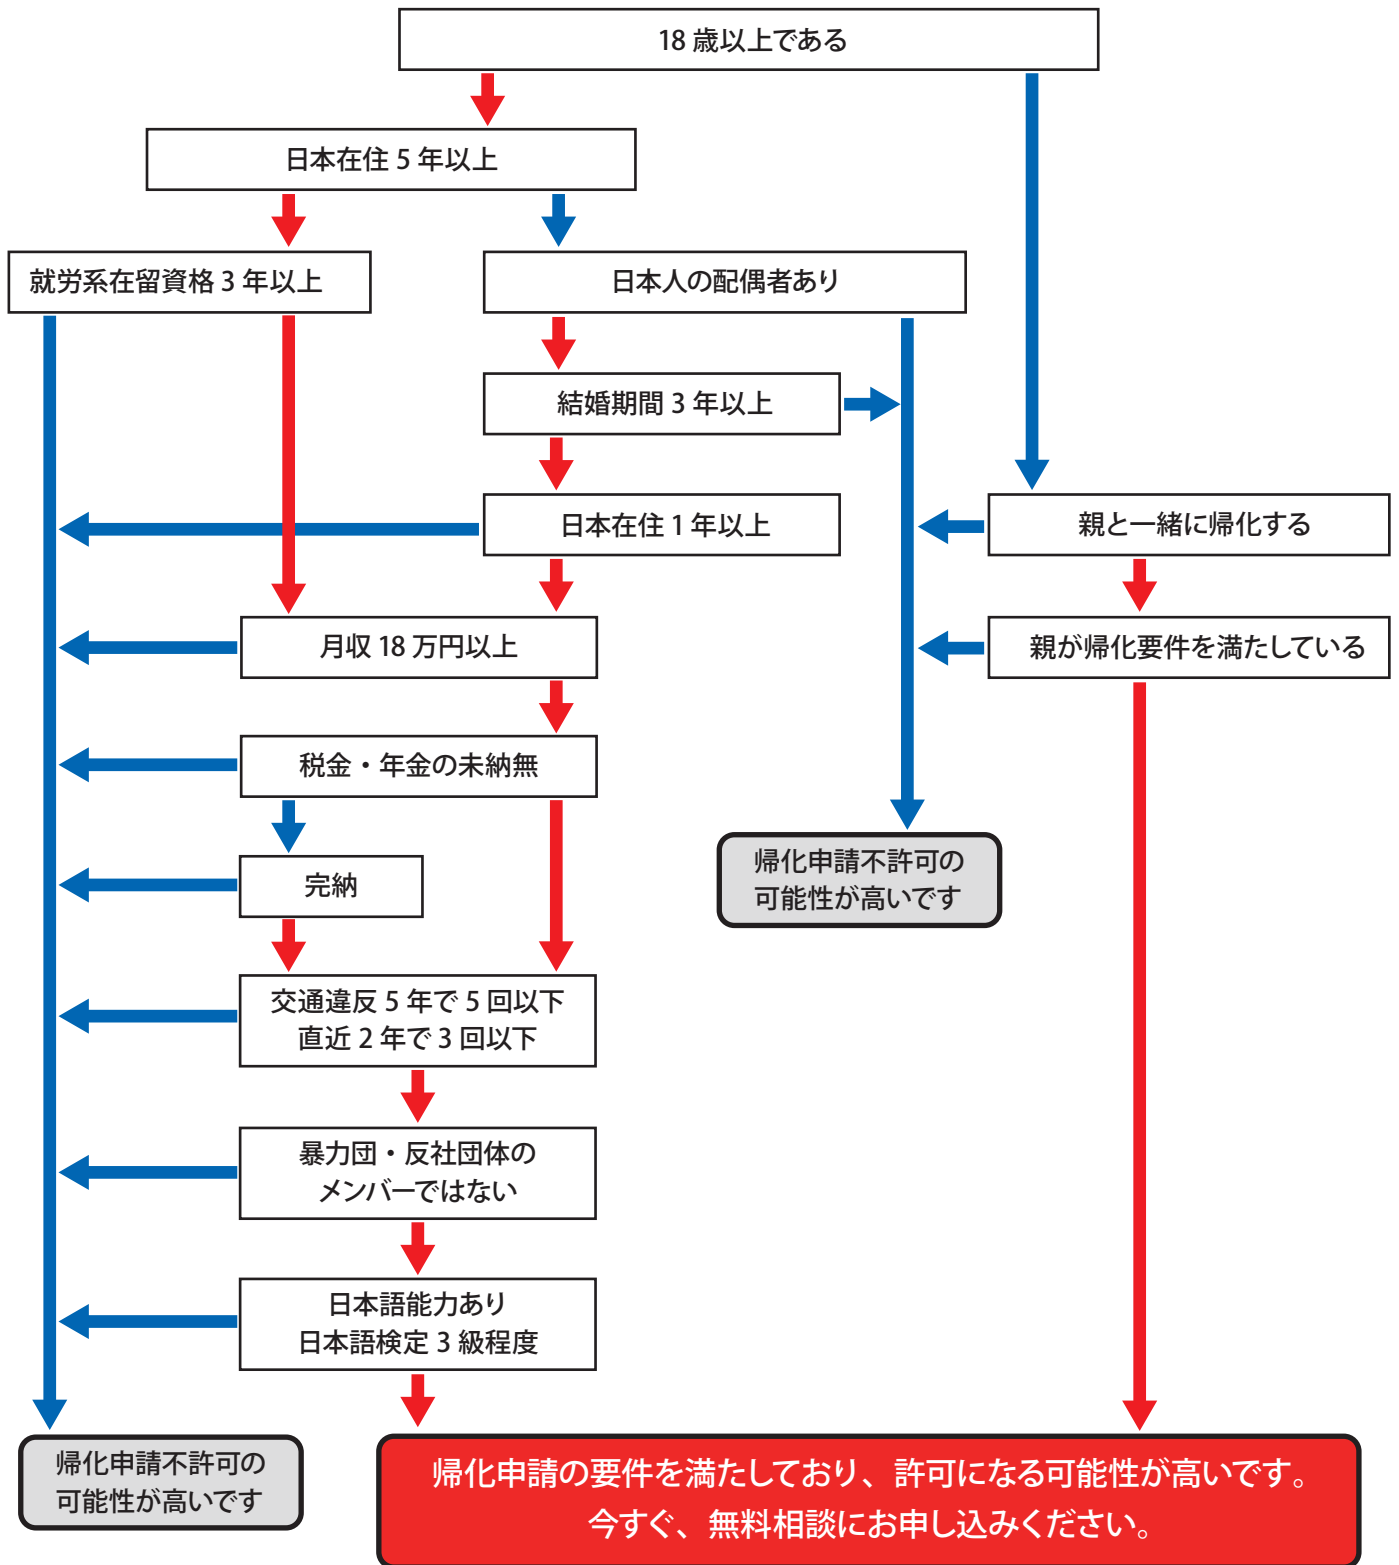 18 歳以上である
日本在住 5 年以上
就労系在留資格 3 年以上
日本人の配偶者あり
結婚期間 3 年以上
日本在住 1 年以上
親と一緒に帰化する
月収 18 万円以上
親が帰化要件を満たしている
税金・年金の未納無
完納
帰化申請不許可の
可能性が高いです
交通違反 5 年で 5 回以下
直近 2 年で 3 回以下
暴力団・反社団体の
メンバーではない
日本語能力あり
日本語検定 3 級程度
帰化申請不許可の
可能性が高いです
帰化申請の要件を満たしており、許可になる可能性が高いです。
今すぐ、無料相談にお申し込みください。